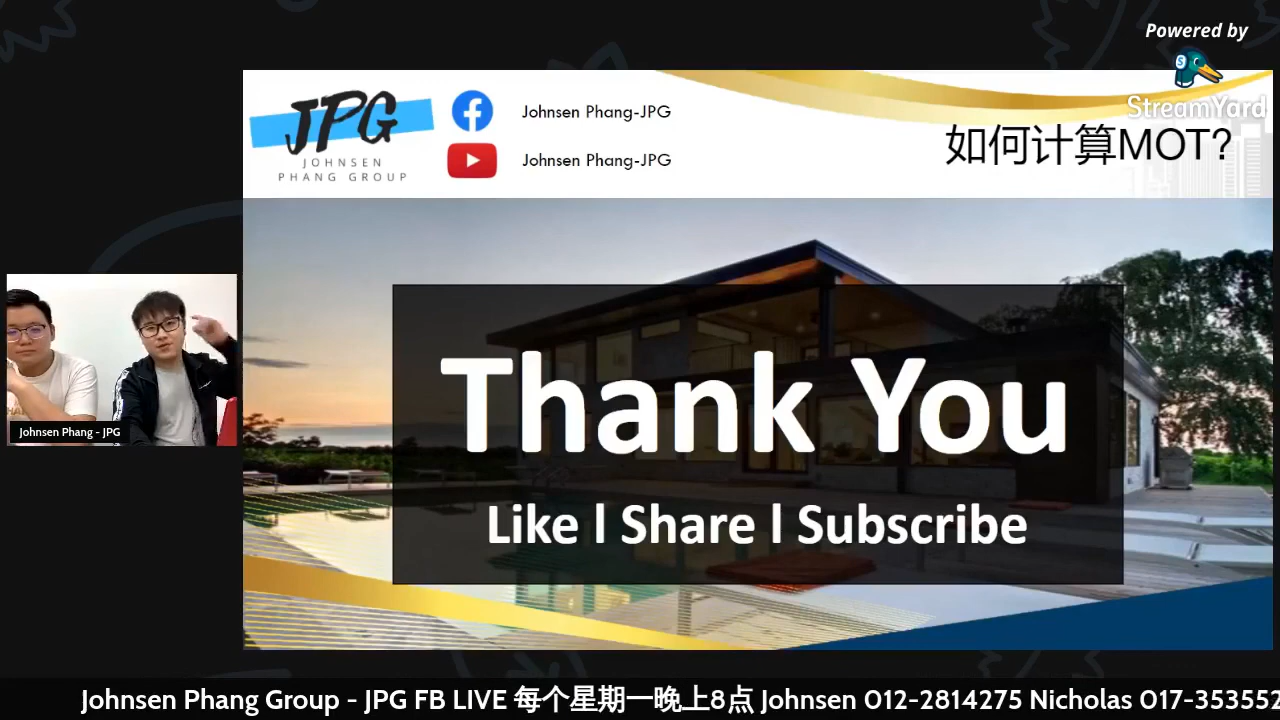 Powered by
StreamYard
JPG
JOHNSEN
PHANG GROUP
Johnsen Phang-JPG
Johnsen Phang-JPG
如何计算MOT?
Thank You
Like l Share l Subscribe
Johnsen Phang - JPG
Johnsen Phang Group - JPG FB LIVE 每个星期一晚上8点 Johnsen 012-2814275 Nicholas 017-353552